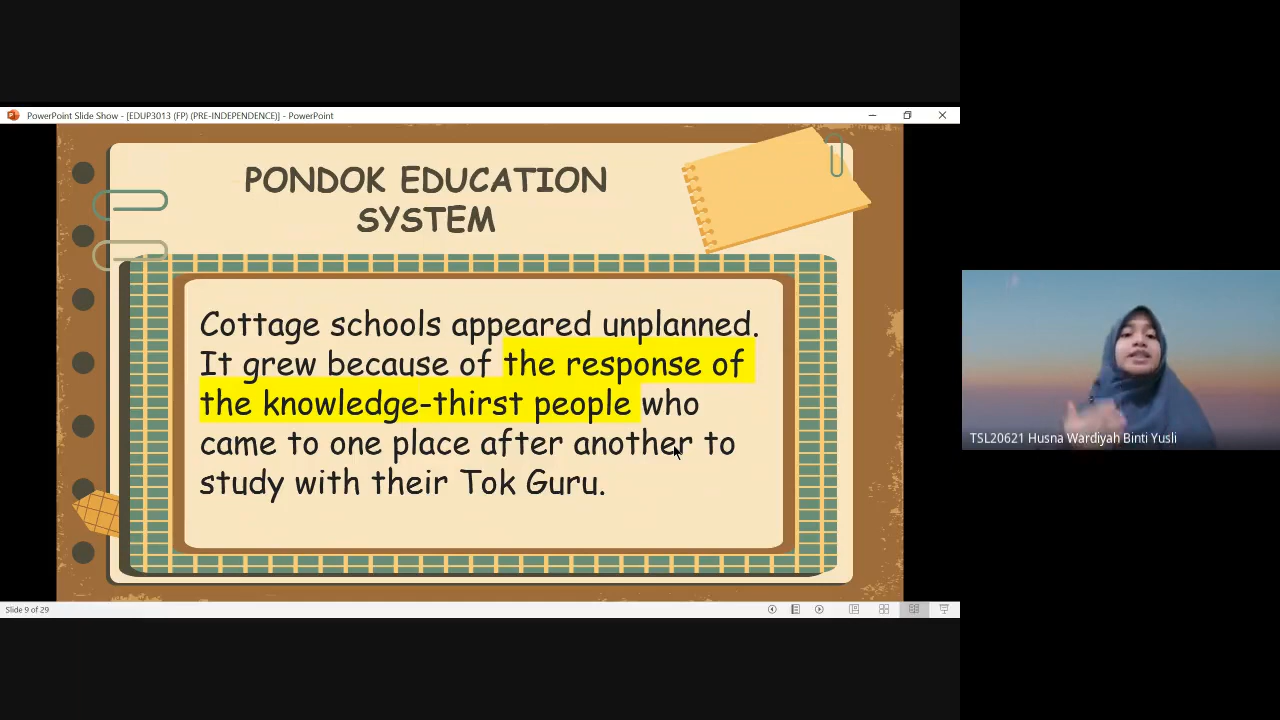 PowerPoint Slide Show - [EDUP3013 (FP) (PRE-INDEPENDENCE)] - PowerPoint
PONDOK EDUCATION
SYSTEM
Cottage schools appeared unplanned.
It grew because of the response of
the knowledge-thirst people who
came to one place after another to
study with their Tok Guru.
TSL20621 Husna Wardiyah Binti Yusli
Slide 9 of 29